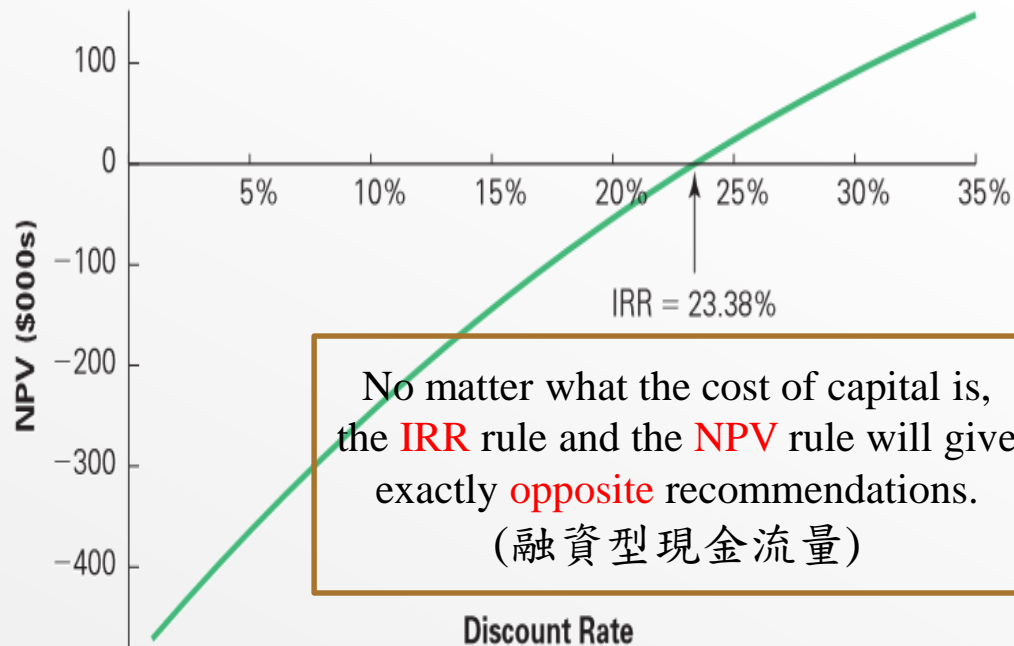 100
0
−100
−200
−300
−400
NPV ($000s)
5% 10% 15% 20% 25% 30% 35%
IRR = 23.38%
No matter what the cost of capital is,
the IRR rule and the NPV rule will give
exactly opposite recommendations.
(融資型現金流量)
Discount Rate